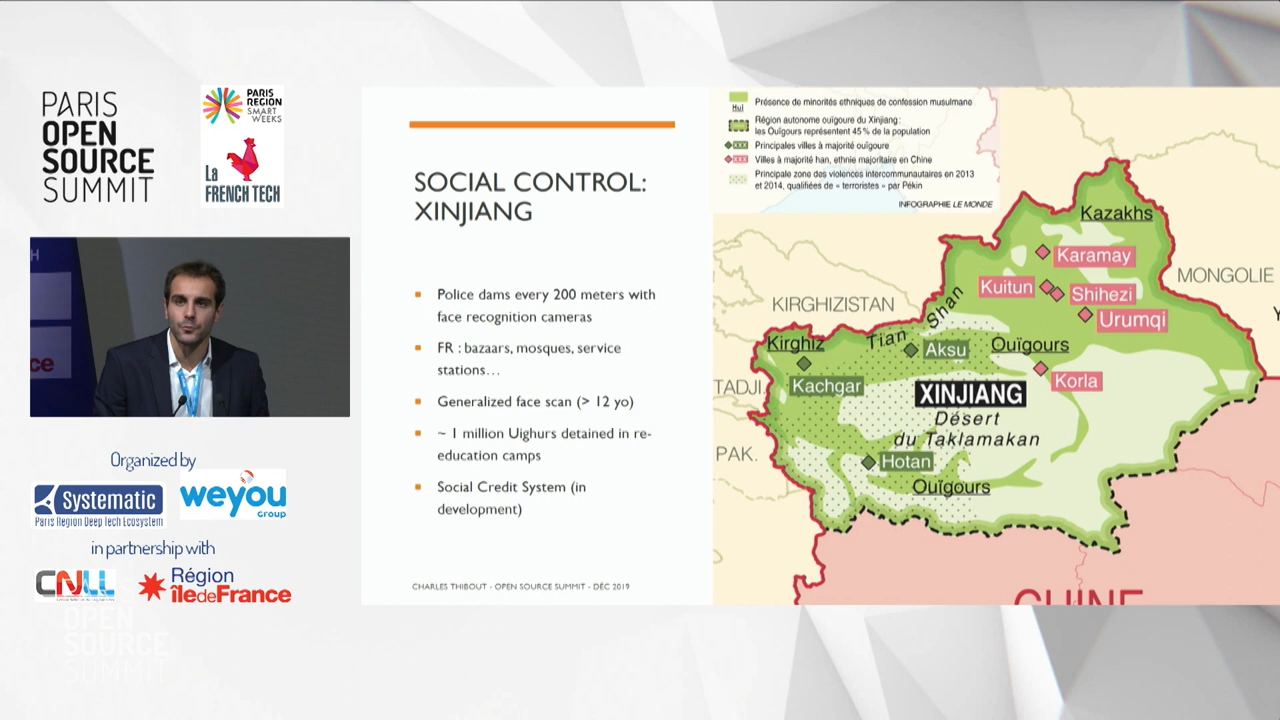 PARIS
OPEN
SOURCE
SUMMIT
PARIS
REGION
SMART
WEEKS
La
FRENCH TECH
H
ce
Organized by
Systematic
Paris Region Deep Tech Ecosystem
weyou
group
in partnership with
CNLL
Région
îledeFrance
OPEN
SOURCE
SUMMIT
SOCIAL CONTROL:
XINJIANG
Police dams every 200 meters with
face recognition cameras
FR : bazaars, mosques, service
stations…
Generalized face scan (> 12 yo)
~ 1 million Uighurs detained in re-
education camps
Social Credit System (in
development)
CHARLES THIBOUT - OPEN SOURCE SUMMIT - DÉC 2019
Hui
Présence de minorités ethniques de confession musulmane
Région autonome ouïgoure du Xinjiang :
les Ouïgours représentent 45 % de la population
Principales villes à majorité ouïgoure
Villes à majorité han, ethnie majoritaire en Chine
Principale zone des violences intercommunautaires en 2013
et 2014, qualifiées de « terroristes » par Pékin
INFOGRAPHIE LE MONDE
Kazakhs
Karamay
MONGOLIE
Kuitun
Shihezi
KIRGHIZISTAN
Urumqi
Tian Shan
Kirghiz
Aksu
Ouïgours
Kachgar
Korla
TADJI.
XINJIANG
Désert
du Taklamakan
PAK.
Hotan
Ouïgours
CHINE